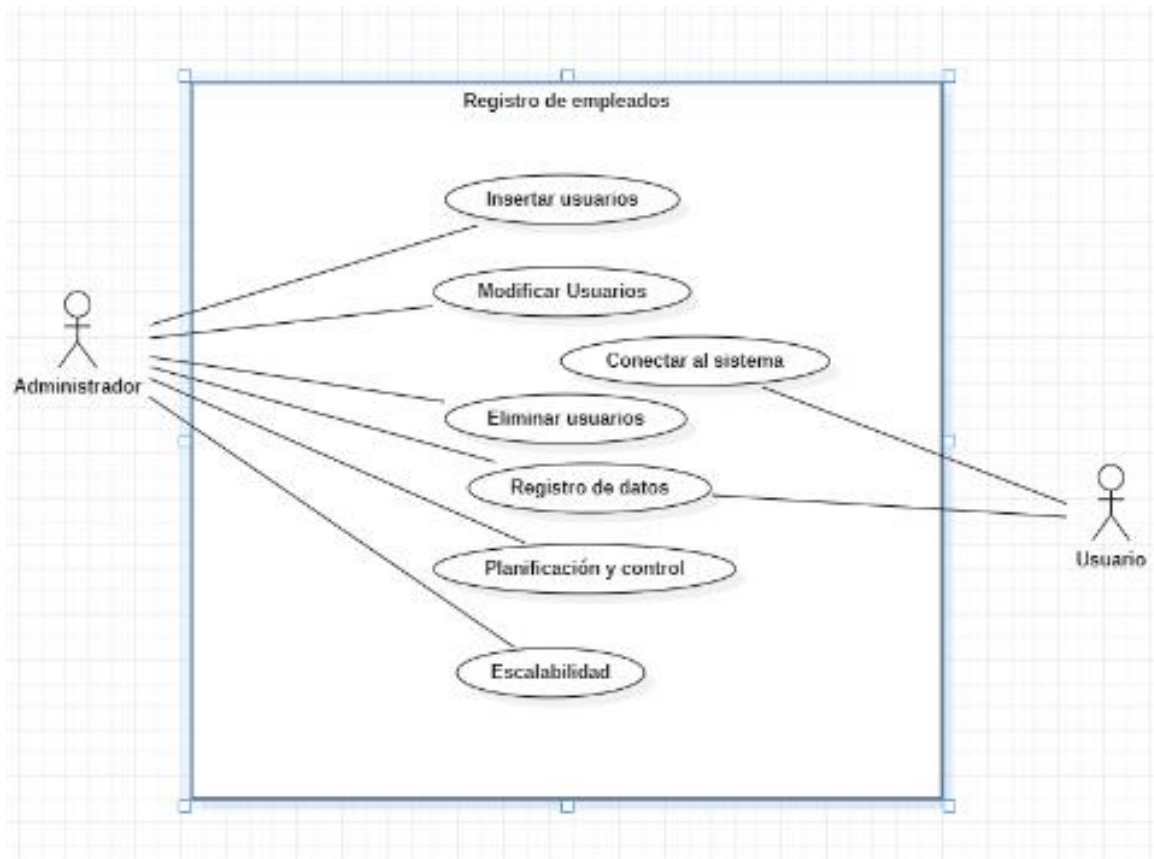 Registro de empleados
Insertar usuarios
Modificar Usuarios
Conectar al sistema
Administrador
Eliminar usuarios
Registro de datos
Usuario
Planificación y control
Escalabilidad